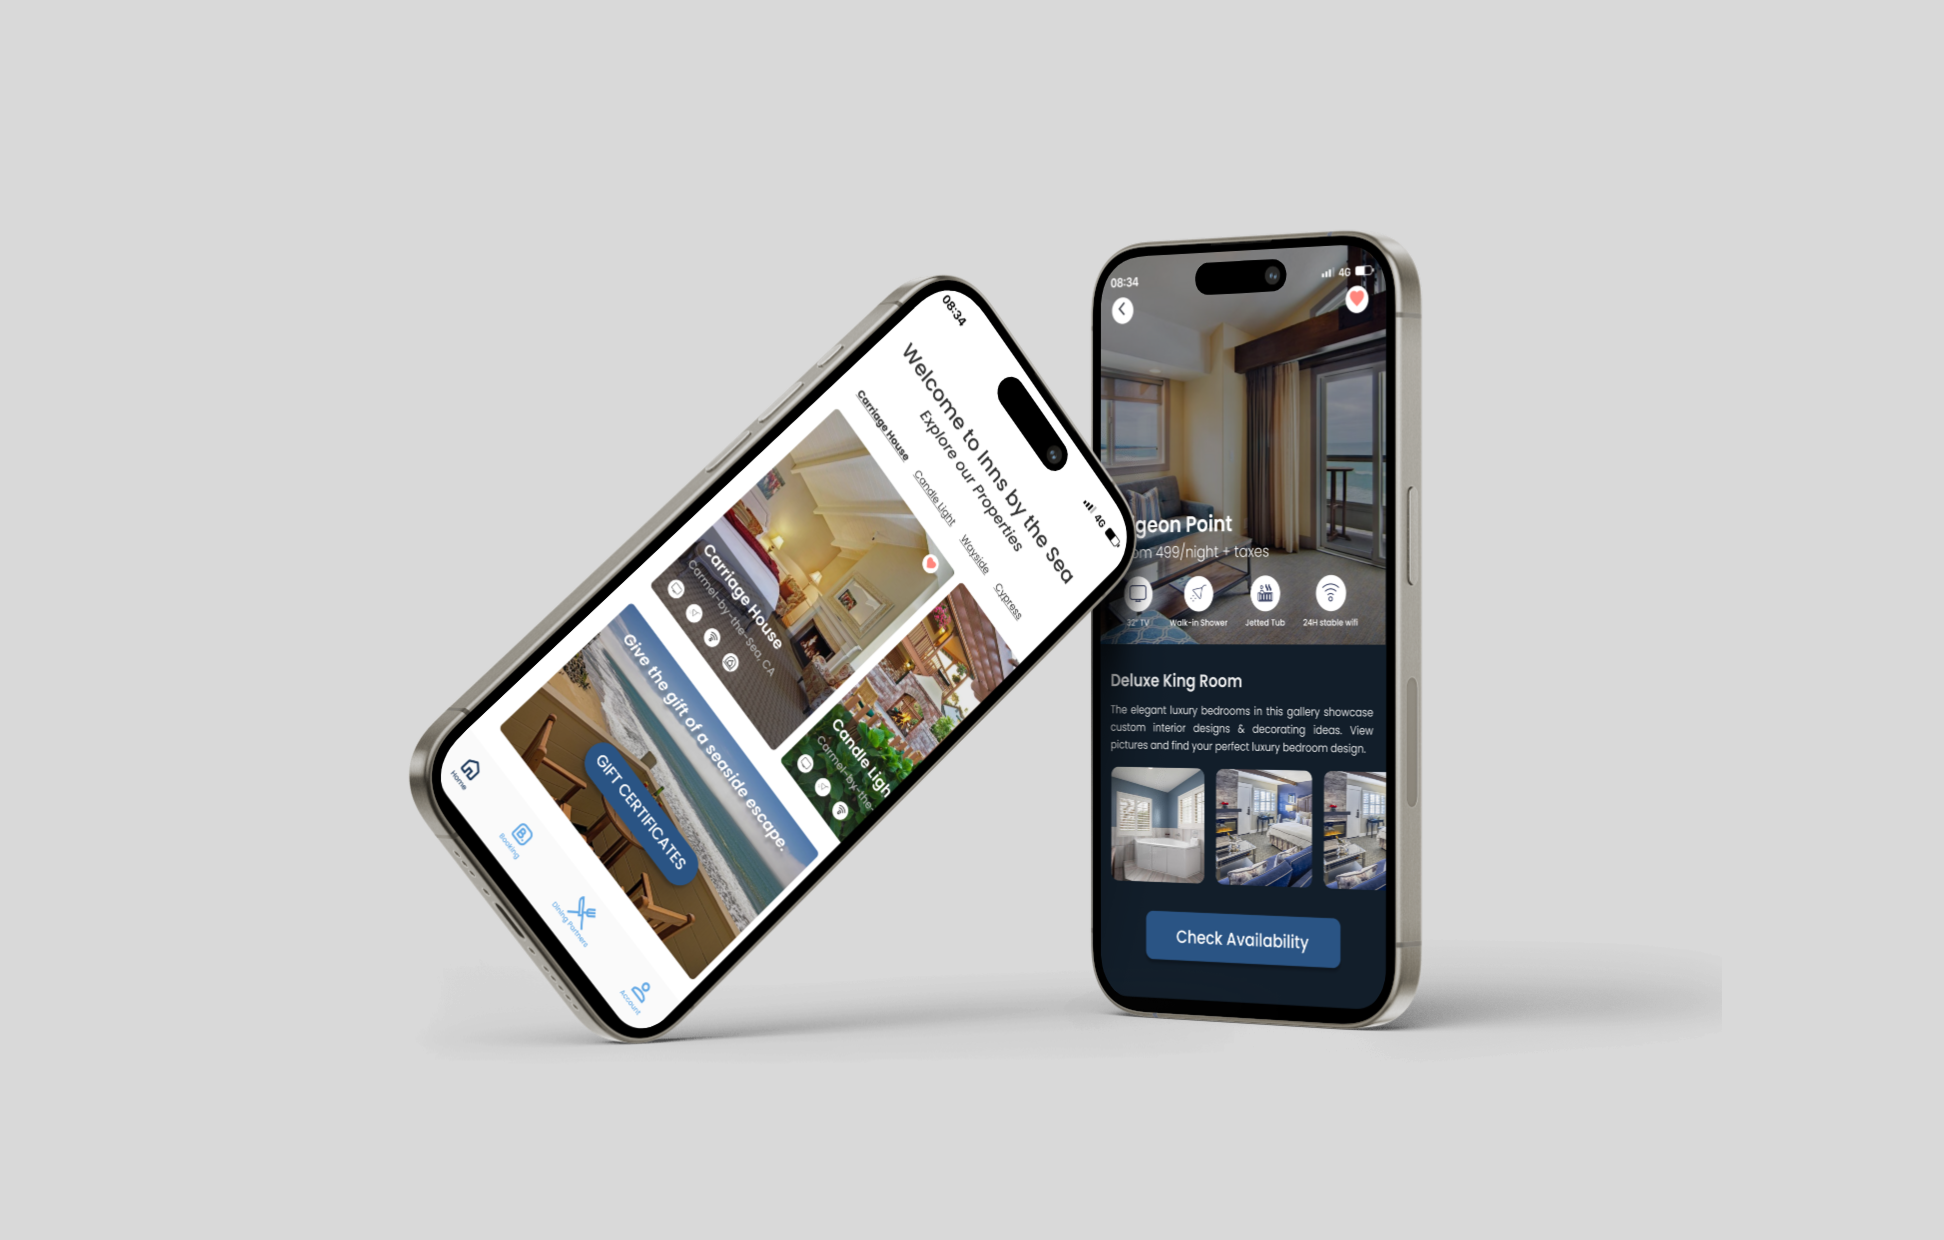 08:34
4G
Welcome to Inns by the Sea
Explore our Properties
Carriage House
Candle Light
Wayside
Cypress
Carriage House
Carmel-by-the-Sea, CA
Candle Ligh
Carmel-by-the-
Give the gift of a seaside escape.
GIFT CERTIFICATES
Home
B.
Booking
Dining Partners
Account
08:34
4G
geon Point
om 499/night + taxes
32" TV
Walk-in Shower
Jetted Tub
24H stable wifi
Deluxe King Room
The elegant luxury bedrooms in this gallery showcase
custom interior designs & decorating ideas. View
pictures and find your perfect luxury bedroom design.
Check Availability